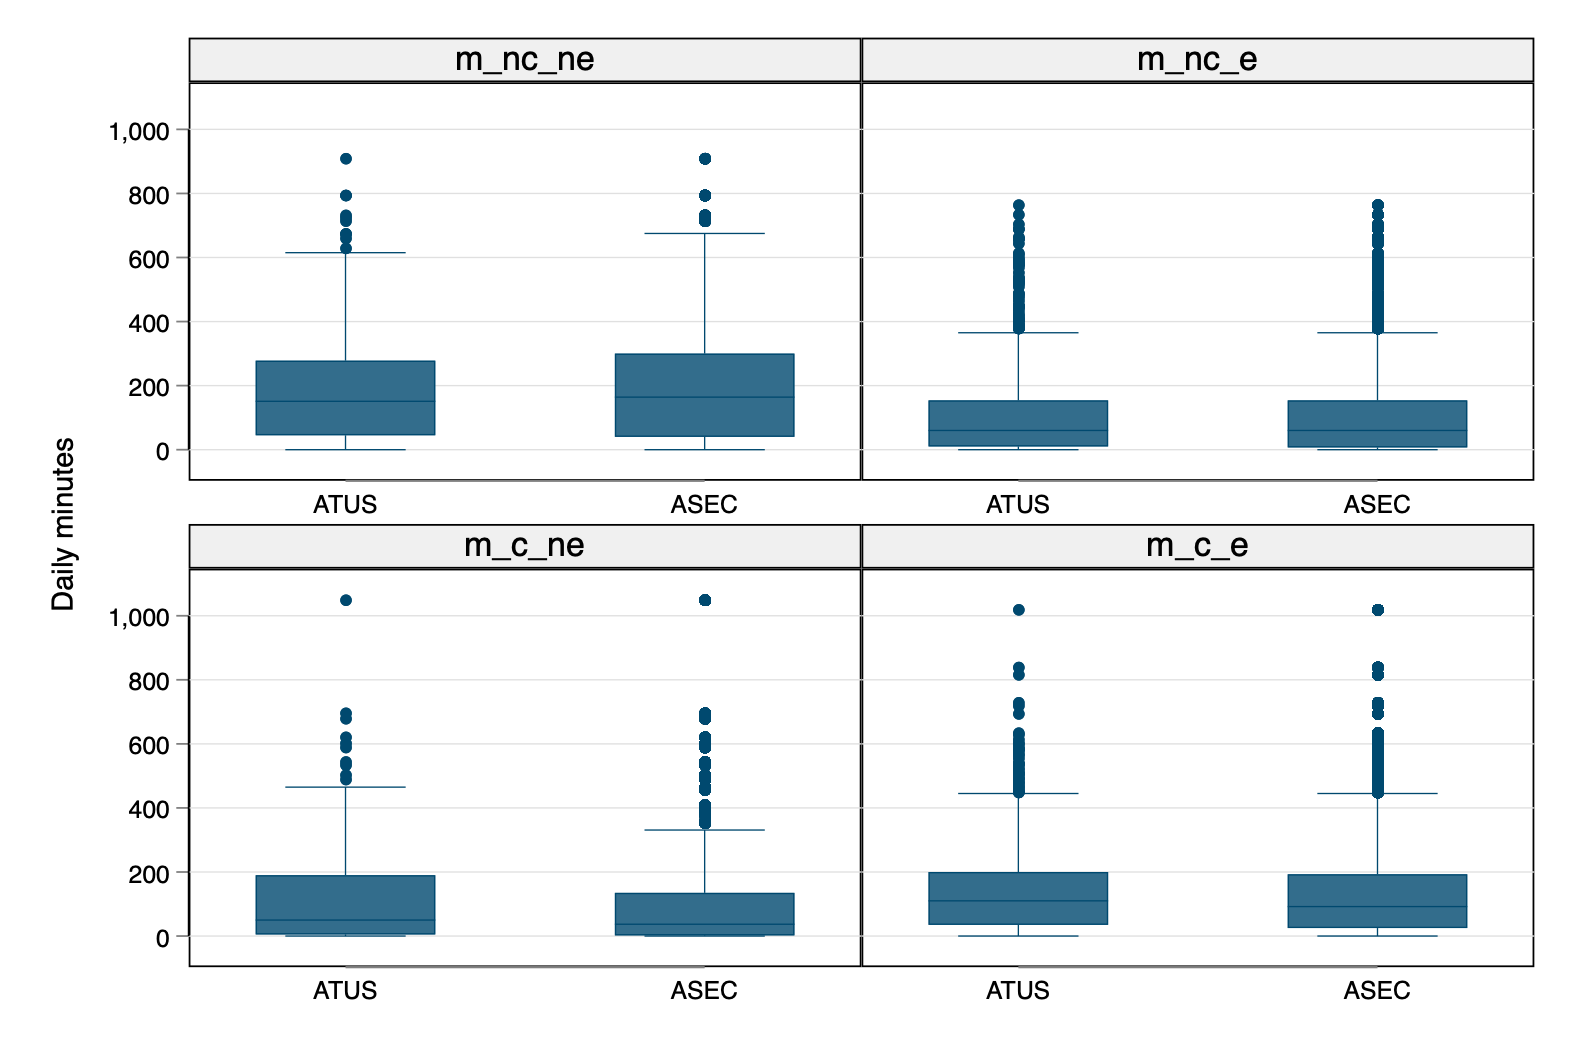 m_nc_ne
m_nc_e
1,000
800
600
400
200
0
ATUS
ASEC
ATUS
ASEC
Daily minutes
m_c_ne
m_c_e
1,000
800
600
400
200
0
ATUS
ASEC
ATUS
ASEC